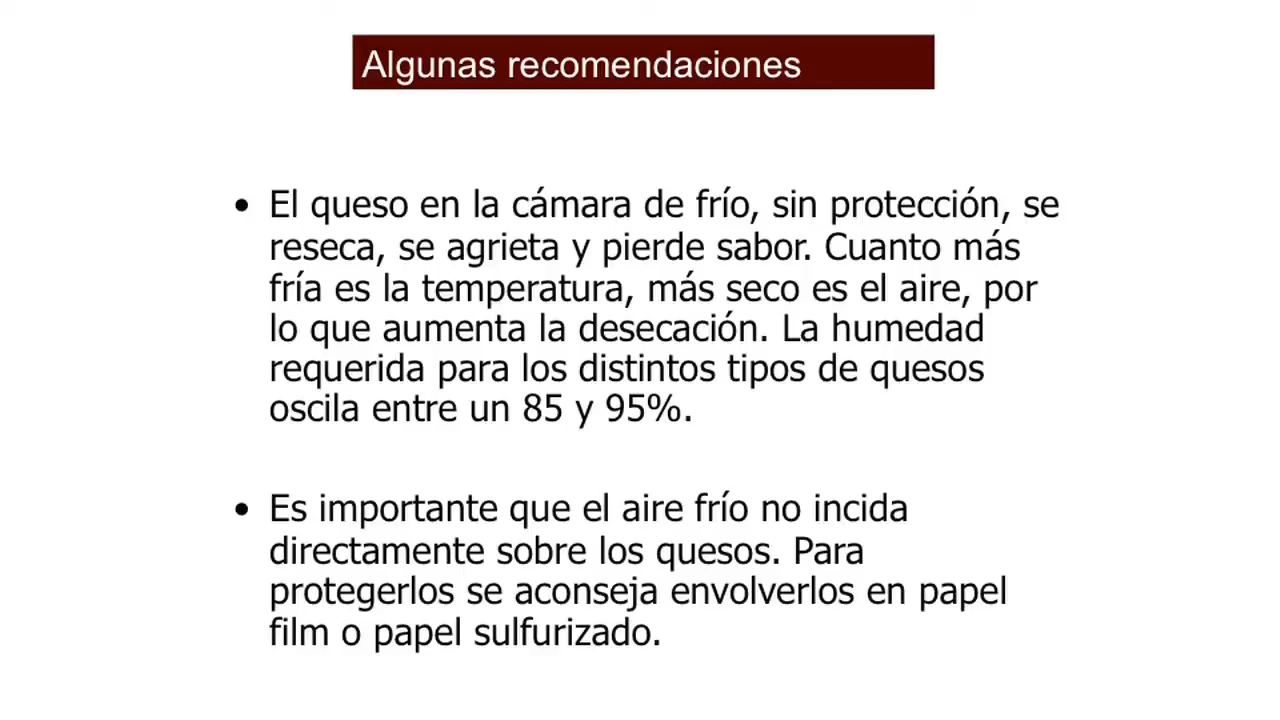 Algunas recomendaciones
• El queso en la cámara de frío, sin protección, se
reseca, se agrieta y pierde sabor. Cuanto más
fría es la temperatura, más seco es el aire, por
lo que aumenta la desecación. La humedad
requerida para los distintos tipos de quesos
oscila entre un 85 y 95%.
• Es importante que el aire frío no incida
directamente sobre los quesos. Para
protegerlos se aconseja envolverlos en papel
film o papel sulfurizado.